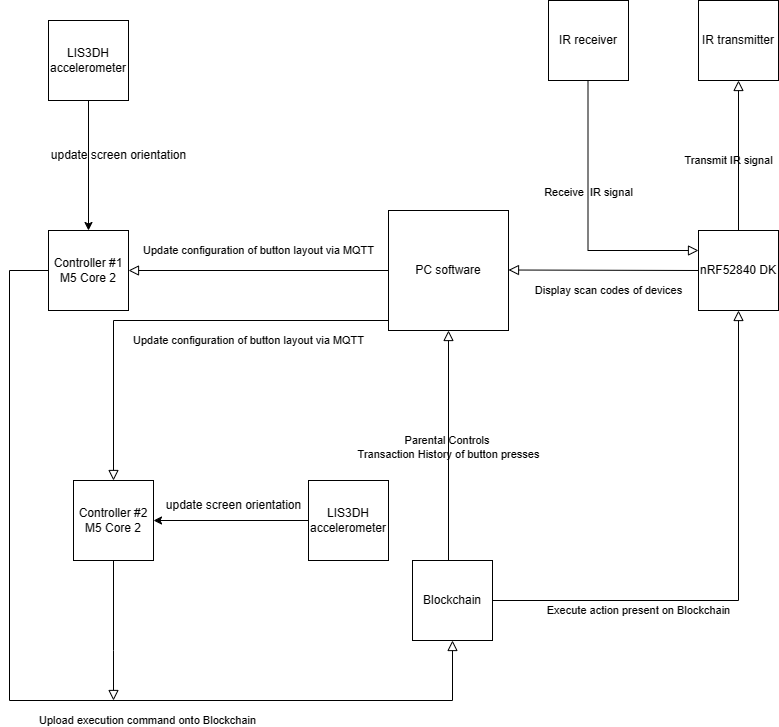 IR receiver
IR transmitter
LIS3DH
accelerometer
update screen orientation
Transmit IR signal
Receive IR signal
Controller #1
M5 Core 2
Update configuration of button layout via MQTT
PC software
nRF52840 DK
Display scan codes of devices
Update configuration of button layout via MQTT
Parental Controls
Transaction History of button presses
Controller #2
M5 Core 2
update screen orientation
LIS3DH
accelerometer
Blockchain
Execute action present on Blockchain
Upload execution command onto Blockchain